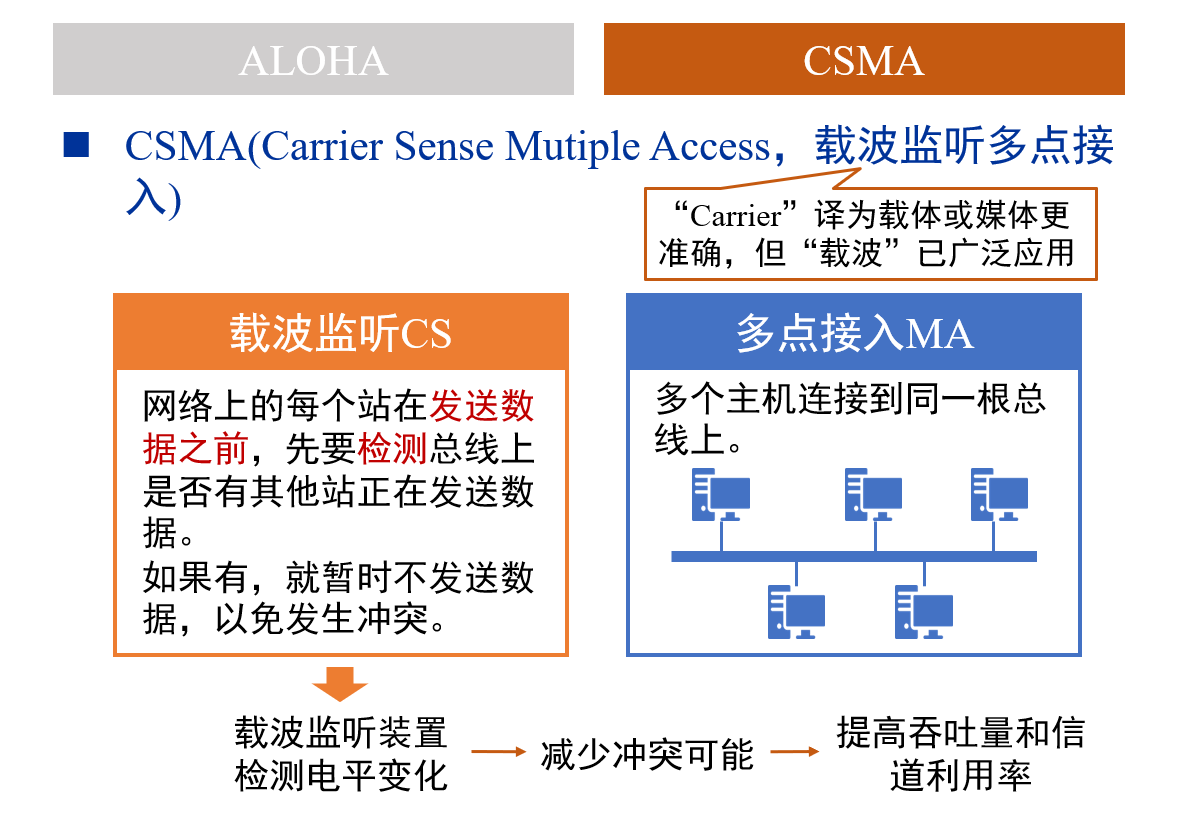 ALOHA
CSMA
CSMA(Carrier Sense Mutiple Access，载波监听多点接
入)
“Carrier”译为载体或媒体更
准确，但“载波”已广泛应用
载波监听CS
网络上的每个站在发送数
据之前，先要检测总线上
是否有其他站正在发送数
据。
如果有，就暂时不发送数
据，以免发生冲突。
多点接入MA
多个主机连接到同一根总
线上。
载波监听装置
检测电平变化
减少冲突可能
提高吞吐量和信
道利用率